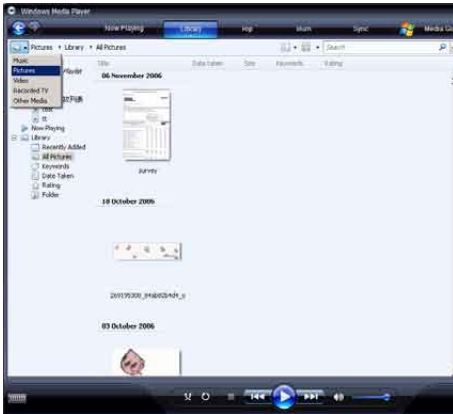 Windows Media Player
Now Playing
Library
Rip
Burn
Sync
Media Gu
Pictures
Library
All Pictures
Search
Music
Pictures
Video
Recorded TV
Other Media
Title
Date taken
Size
Keywords
Rating
06 November 2006
Now Playing
Library
Recently Added
All Pictures
Keywords
Date Taken
Rating
Folder
survey
18 October 2006
03 October 2006